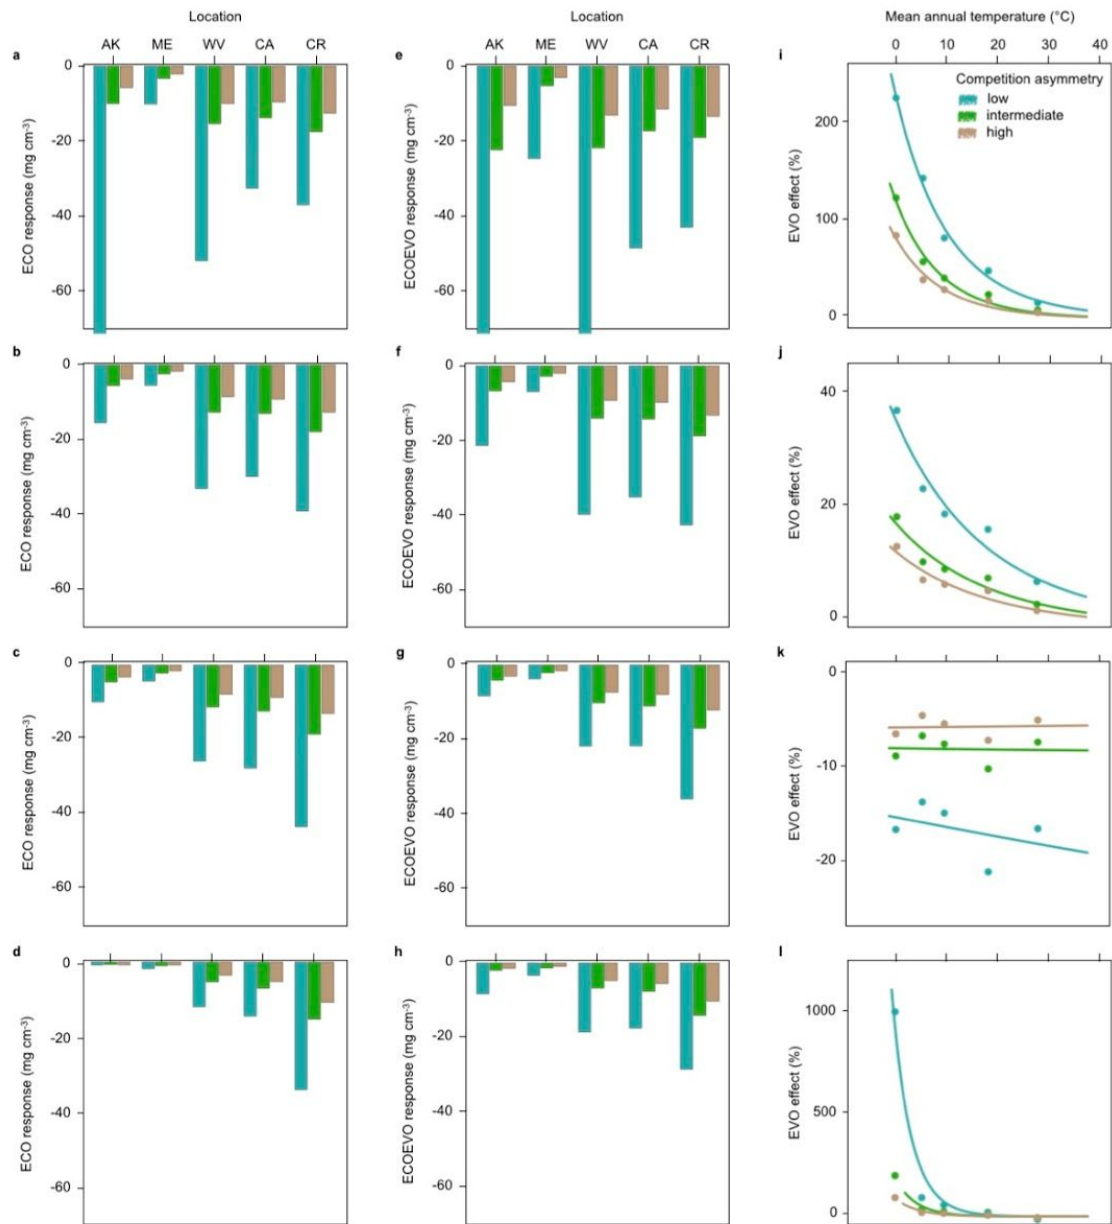 Location
Location
Mean annual temperature (°C)
a
AK ME WV CA CR
0
-20
-40
-60
ECO response (mg cm-3)
e
AK ME WV CA CR
0
-20
-40
-60
ECOEVO response (mg cm-3)
i
0 10 20 30 40
Competition asymmetry
low
intermediate
high
200
100
0
EVO effect (%)
b
0
-20
-40
-60
ECO response (mg cm-3)
f
0
-20
-40
-60
ECOEVO response (mg cm-3)
j
40
20
0
EVO effect (%)
c
0
-20
-40
-60
ECO response (mg cm-3)
g
0
-20
-40
-60
ECOEVO response (mg cm-3)
k
0
-10
-20
EVO effect (%)
d
0
-20
-40
-60
ECO response (mg cm-3)
h
0
-20
-40
-60
ECOEVO response (mg cm-3)
l
1000
500
0
EVO effect (%)